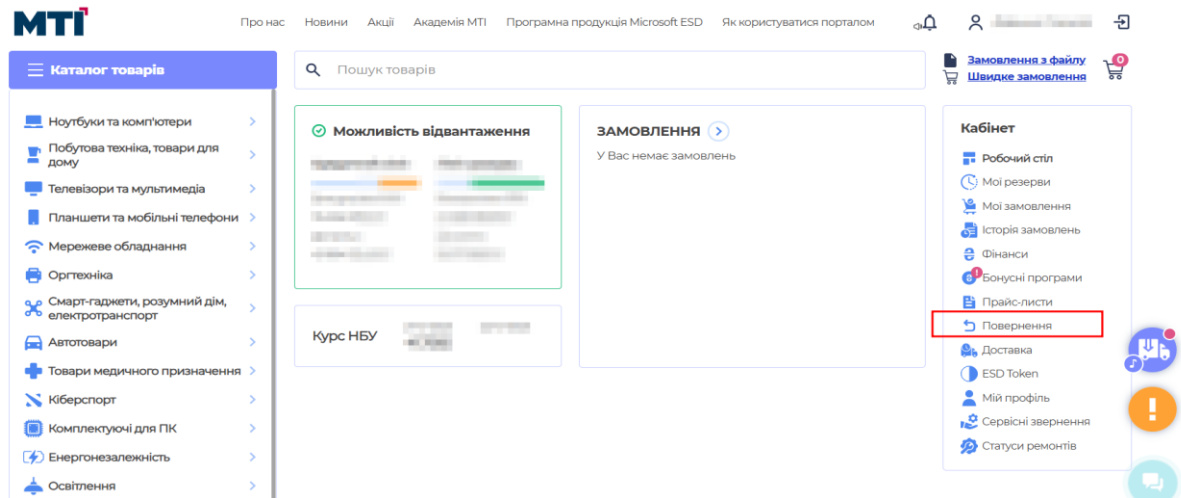 МТІ
Про нас Новини Акції Академія МТІ Програмна продукція Microsoft ESD Як користуватися порталом
Каталог товарів
Пошук товарів
Замовлення з файлу
Швидке замовлення
0
Ноутбуки та комп'ютери
Побутова техніка, товари для
дому
Телевізори та мультимедіа
Планшети та мобільні телефони
Мережеве обладнання
Оргтехніка
Смарт-гаджети, розумний дім,
електротранспорт
Автотовари
Товари медичного призначення
Кіберспорт
Комплектуючі для ПК
Енергонезалежність
Освітлення
Можливість відвантаження
Курс НБУ
ЗАМОВЛЕННЯ
У Вас немає замовлень
Кабінет
Робочий стіл
Мої резерви
Мої замовлення
Історія замовлень
Фінанси
Бонусні програми
Прайс-листи
Повернення
Доставка
ESD Token
Мій профіль
Сервісні звернення
Статуси ремонтів